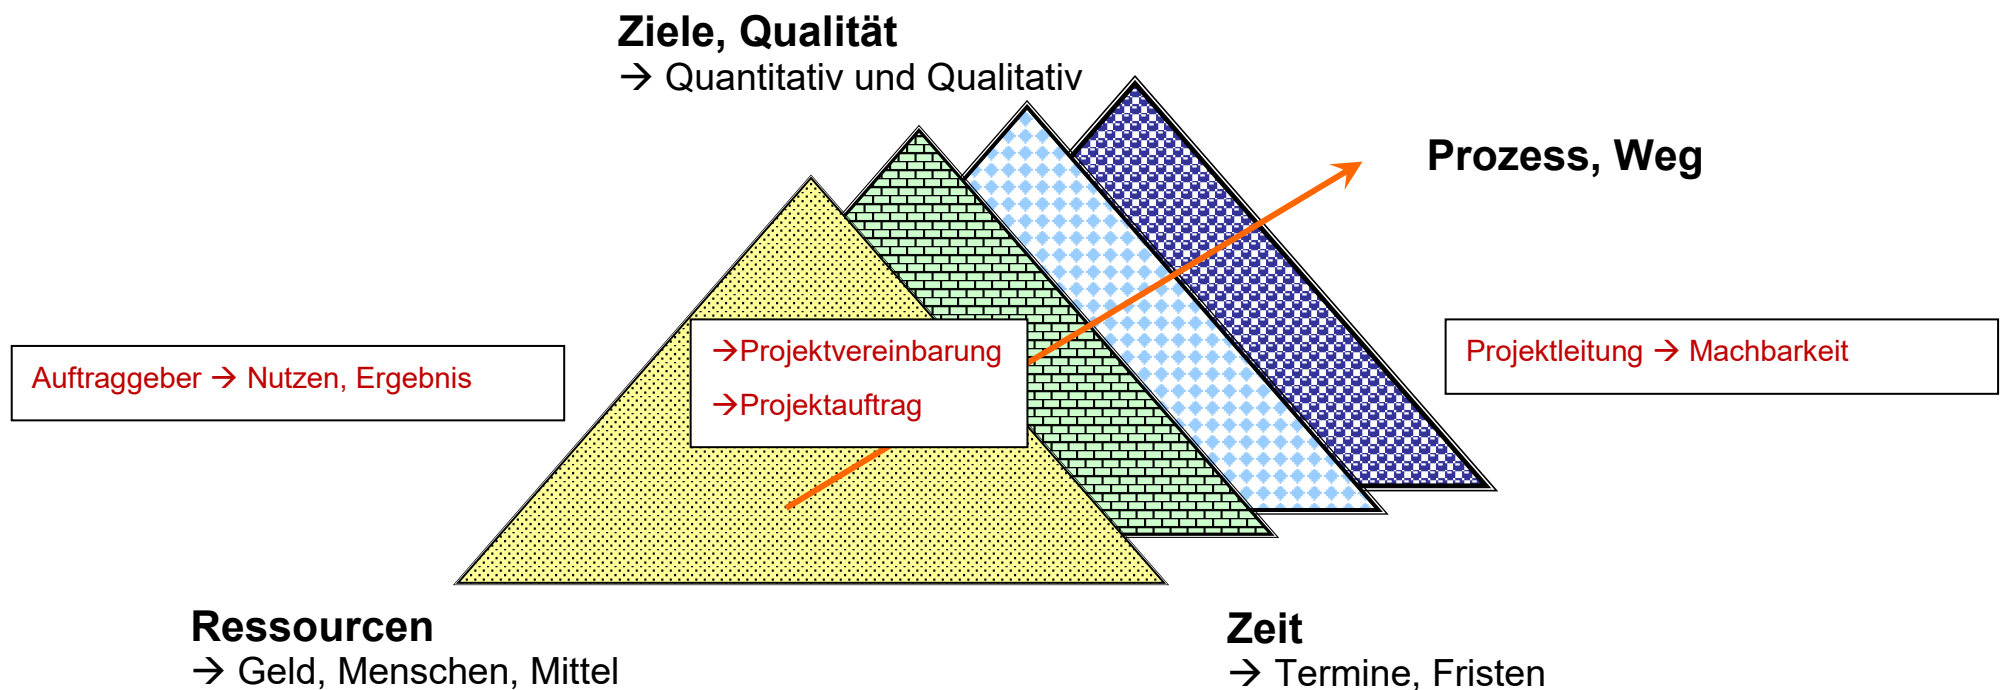 Ziele, Qualität
→ Quantitativ und Qualitativ
Prozess, Weg
Auftraggeber → Nutzen, Ergebnis
→Projektvereinbarung
→Projektauftrag
Projektleitung → Machbarkeit
Ressourcen
→ Geld, Menschen, Mittel
Zeit
→ Termine, Fristen